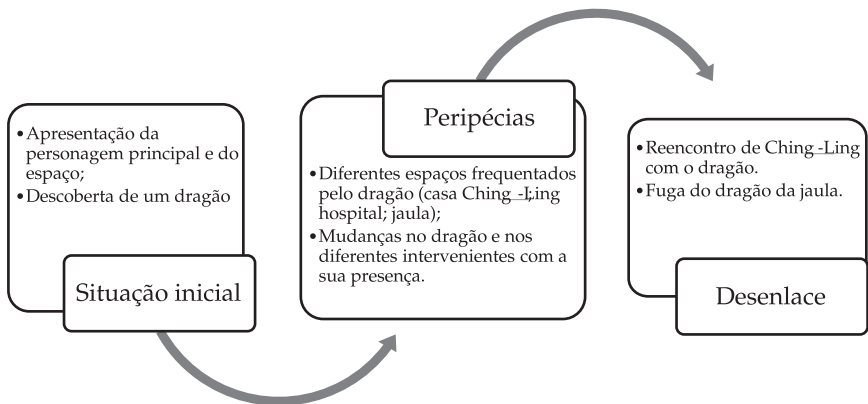 •Apresentação da
personagem principal e do
espaço;
•Descoberta de um dragão
Situação inicial
Peripécias
•Diferentes espaços frequentados
pelo dragão (casa Ching -Ling;
hospital; jaula);
•Mudanças no dragão e nos
diferentes intervenientes com a
sua presença.
•Reencontro de Ching -Ling
com o dragão.
•Fuga do dragão da jaula.
Desenlace